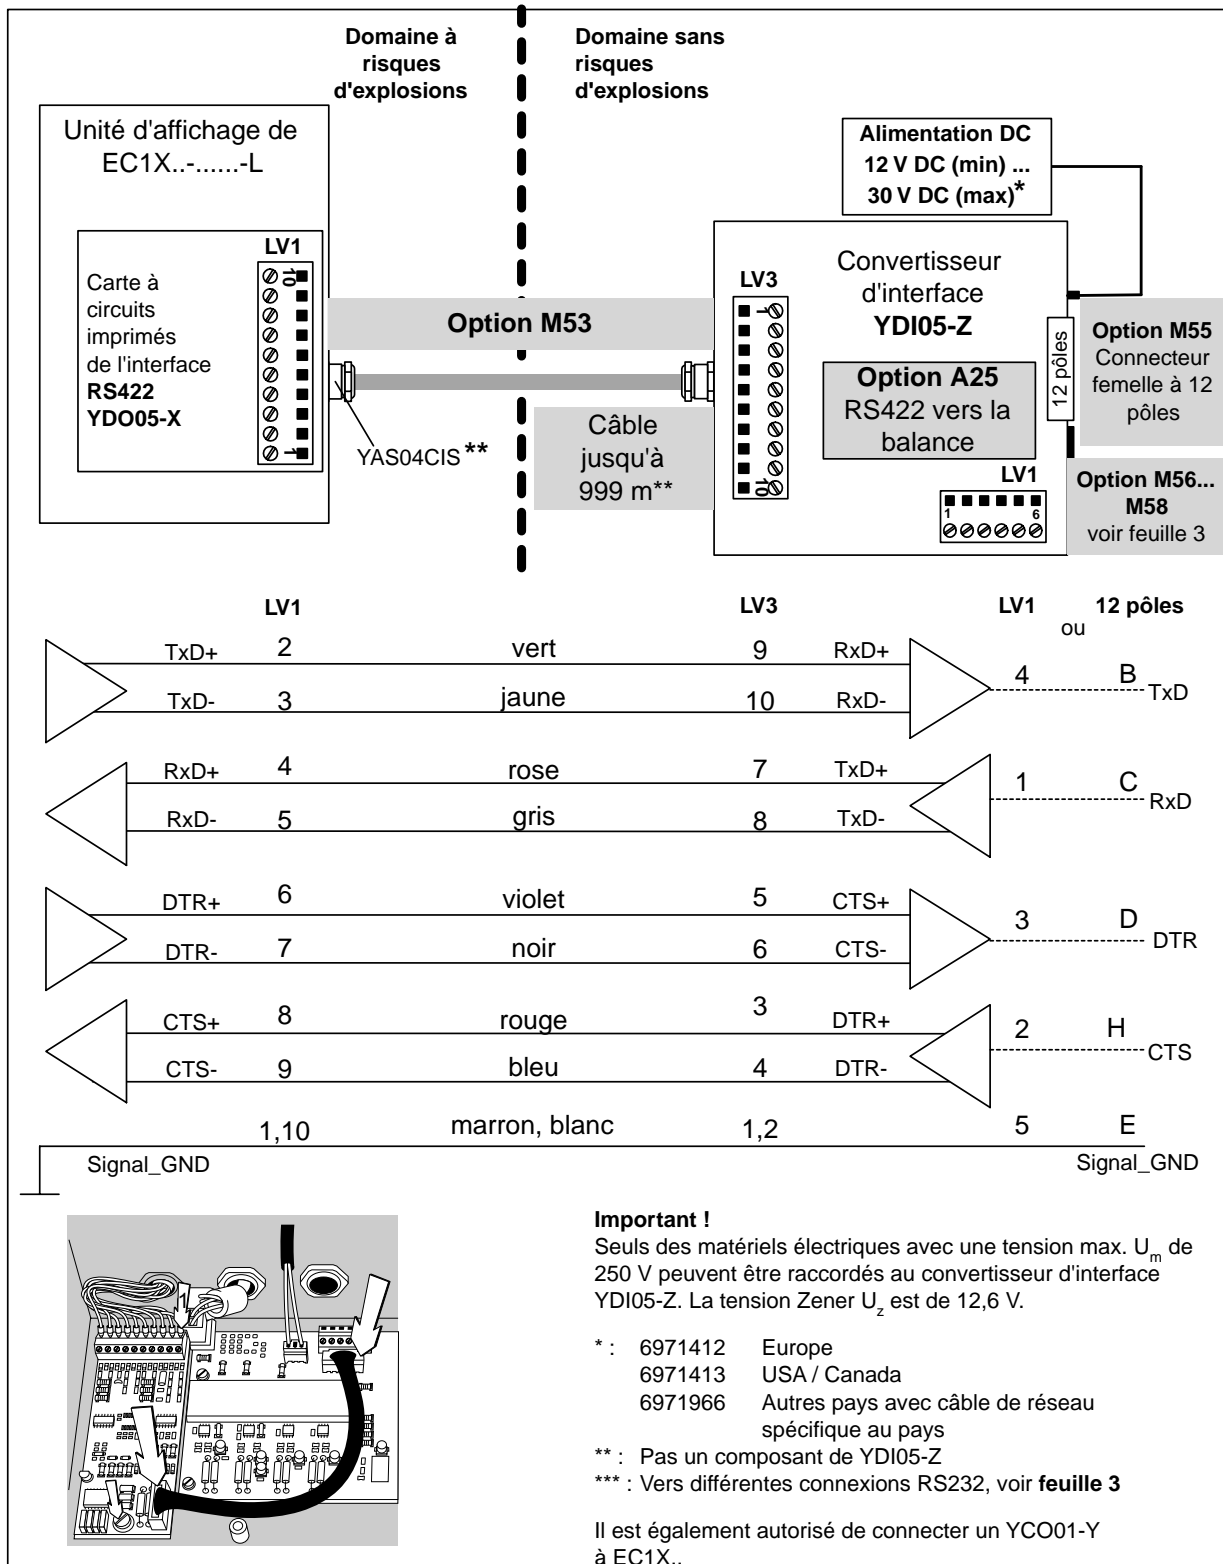 Domaine à
risques
d'explosions
Domaine sans
risques
d'explosions
Unité d'affichage de
EC1X..-......-L
Alimentation DC
12 V DC (min) ...
30 V DC (max)*
LV1
Carte à
circuits
imprimés
de l'interface
RS422
YDO05-X
10
1
Option M53
YAS04CIS**
Câble
jusqu'à
999 m**
LV3
1
10
Convertisseur
d'interface
YDI05-Z
Option A25
RS422 vers la
balance
LV1
1 6
12 pôles
Option M55
Connecteur
femelle à 12
pôles
Option M56...
M58
voir feuille 3
LV1 LV3 LV1 ou 12 pôles
TxD+ 2 vert 9 RxD+
TxD- 3 jaune 10 RxD- 4 B TxD
RxD+ 4 rose 7 TxD+
RxD- 5 gris 8 TxD- 1 C RxD
DTR+ 6 violet 5 CTS+
DTR- 7 noir 6 CTS- 3 D DTR
CTS+ 8 rouge 3 DTR+
CTS- 9 bleu 4 DTR- 2 H CTS
1,10 marron, blanc 1,2 5 E
Signal_GND Signal_GND
Important !
Seuls des matériels électriques avec une tension max. Um de
250 V peuvent être raccordés au convertisseur d'interface
YDI05-Z. La tension Zener Uz est de 12,6 V.
* : 6971412 Europe
6971413 USA / Canada
6971966 Autres pays avec câble de réseau
spécifique au pays
** : Pas un composant de YDI05-Z
*** : Vers différentes connexions RS232, voir feuille 3
Il est également autorisé de connecter un YCO01-Y
à EC1X..